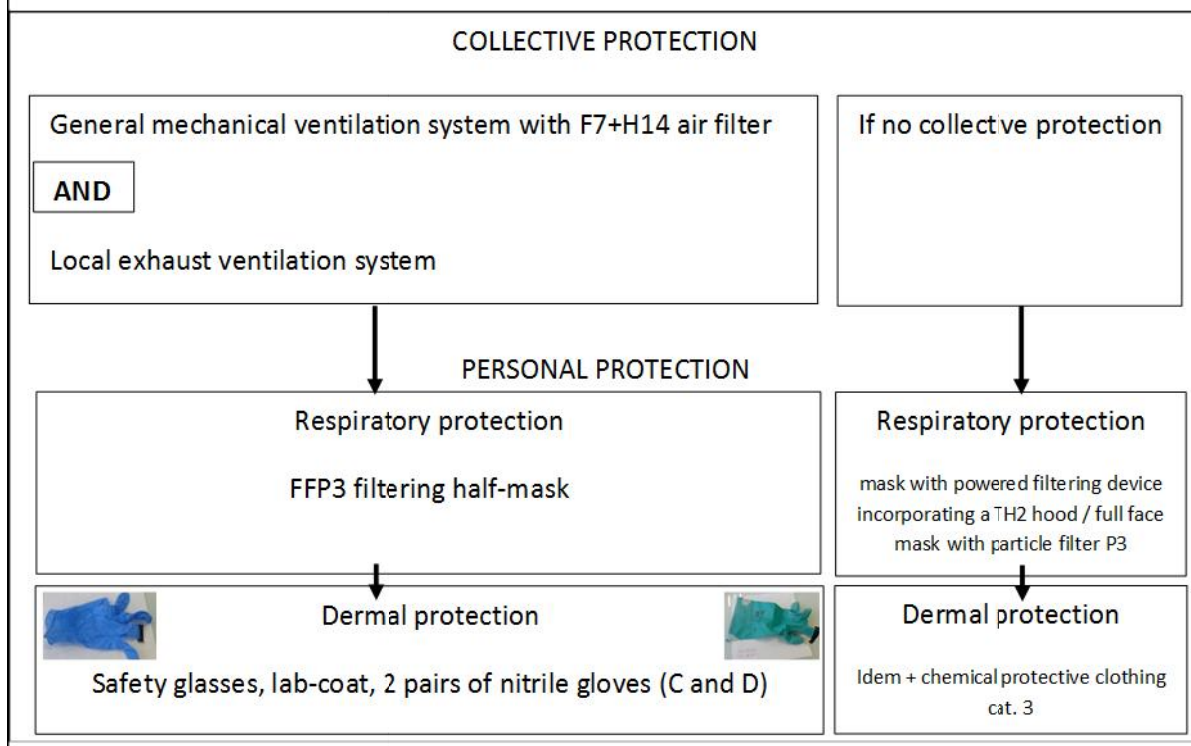 COLLECTIVE PROTECTION
General mechanical ventilation system with F7+H14 air filter
AND
Local exhaust ventilation system
If no collective protection
PERSONAL PROTECTION
Respiratory protection
FFP3 filtering half-mask
Respiratory protection
mask with powered filtering device
incorporating a TH2 hood / full face
mask with particle filter P3
Dermal protection
Safety glasses, lab-coat, 2 pairs of nitrile gloves (C and D)
Dermal protection
Idem + chemical protective clothing
cat. 3